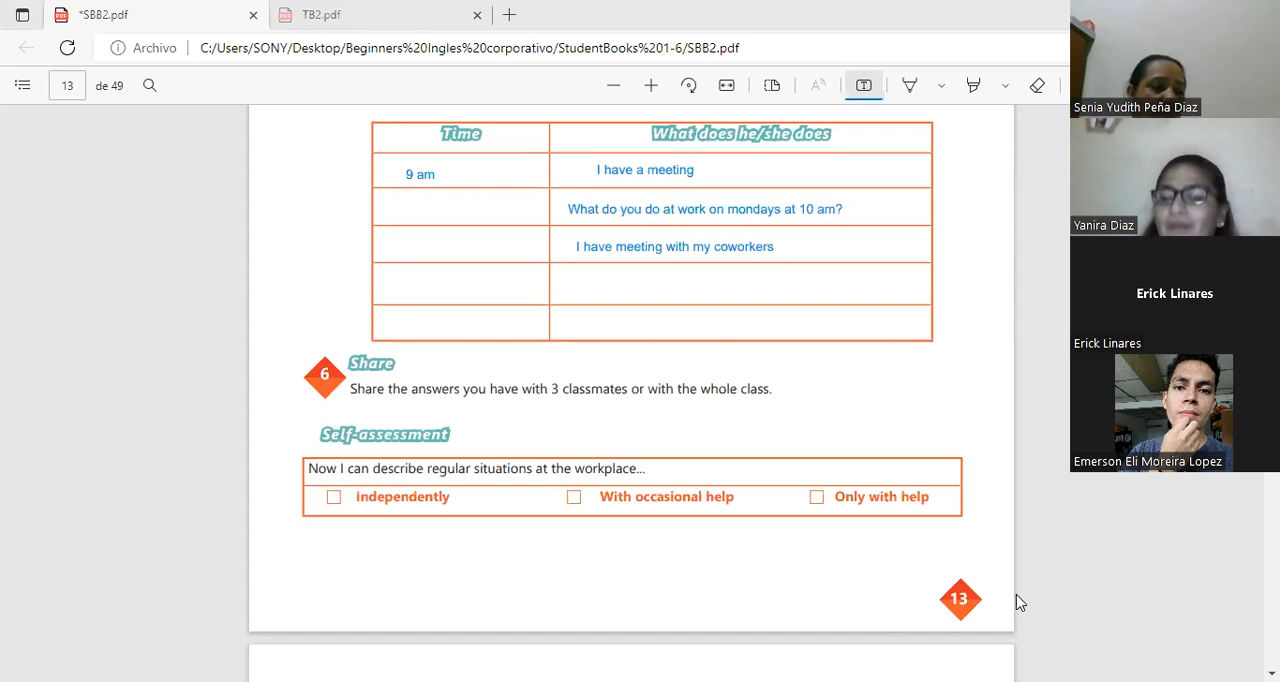 *SBB2.pdf
TB2.pdf
Archivo
C:/Users/SONY/Desktop/Beginners%20Ingles%20corporativo/StudentBooks%201-6/SBB2.pdf
13 de 49
Time What does he/she does
9 am I have a meeting
What do you do at work on mondays at 10 am?
I have meeting with my coworkers
6 Share
Share the answers you have with 3 classmates or with the whole class.
Self-assessment
Now I can describe regular situations at the workplace...
independently With occasional help Only with help
13
Senia Yudith Peña Diaz
Yanira Diaz
Erick Linares
Erick Linares
Emerson Eli Moreira Lopez